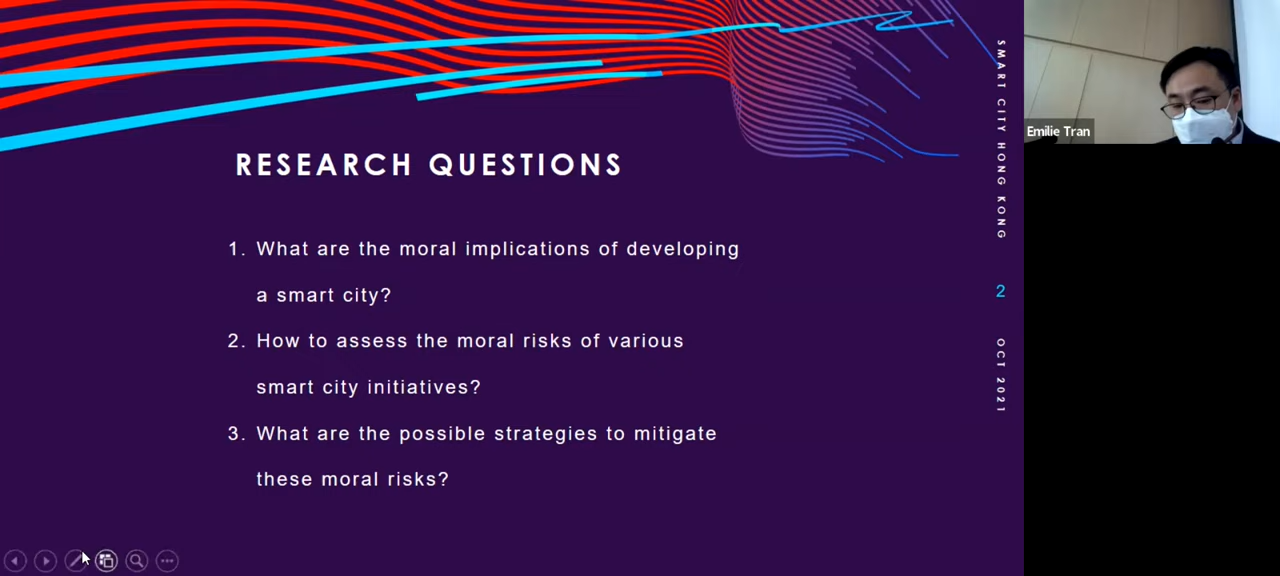 RESEARCH QUESTIONS
1. What are the moral implications of developing
a smart city?
2. How to assess the moral risks of various
smart city initiatives?
3. What are the possible strategies to mitigate
these moral risks?
SMART CITY HONG KONG
2
OCT 2021
Emilie Tran